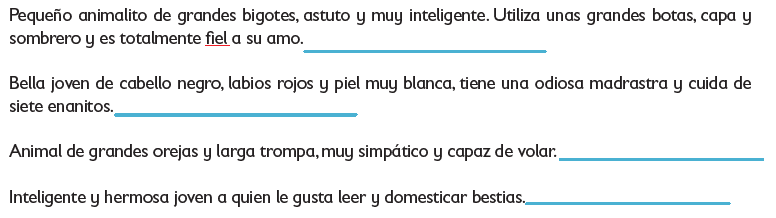 Pequeño animalito de grandes bigotes, astuto y muy inteligente. Utiliza unas grandes botas, capa y
sombrero y es totalmente fiel a su amo.
Bella joven de cabello negro, labios rojos y piel muy blanca, tiene una odiosa madrastra y cuida de
siete enanitos.
Animal de grandes orejas y larga trompa, muy simpático y capaz de volar.
Inteligente y hermosa joven a quien le gusta leer y domesticar bestias.